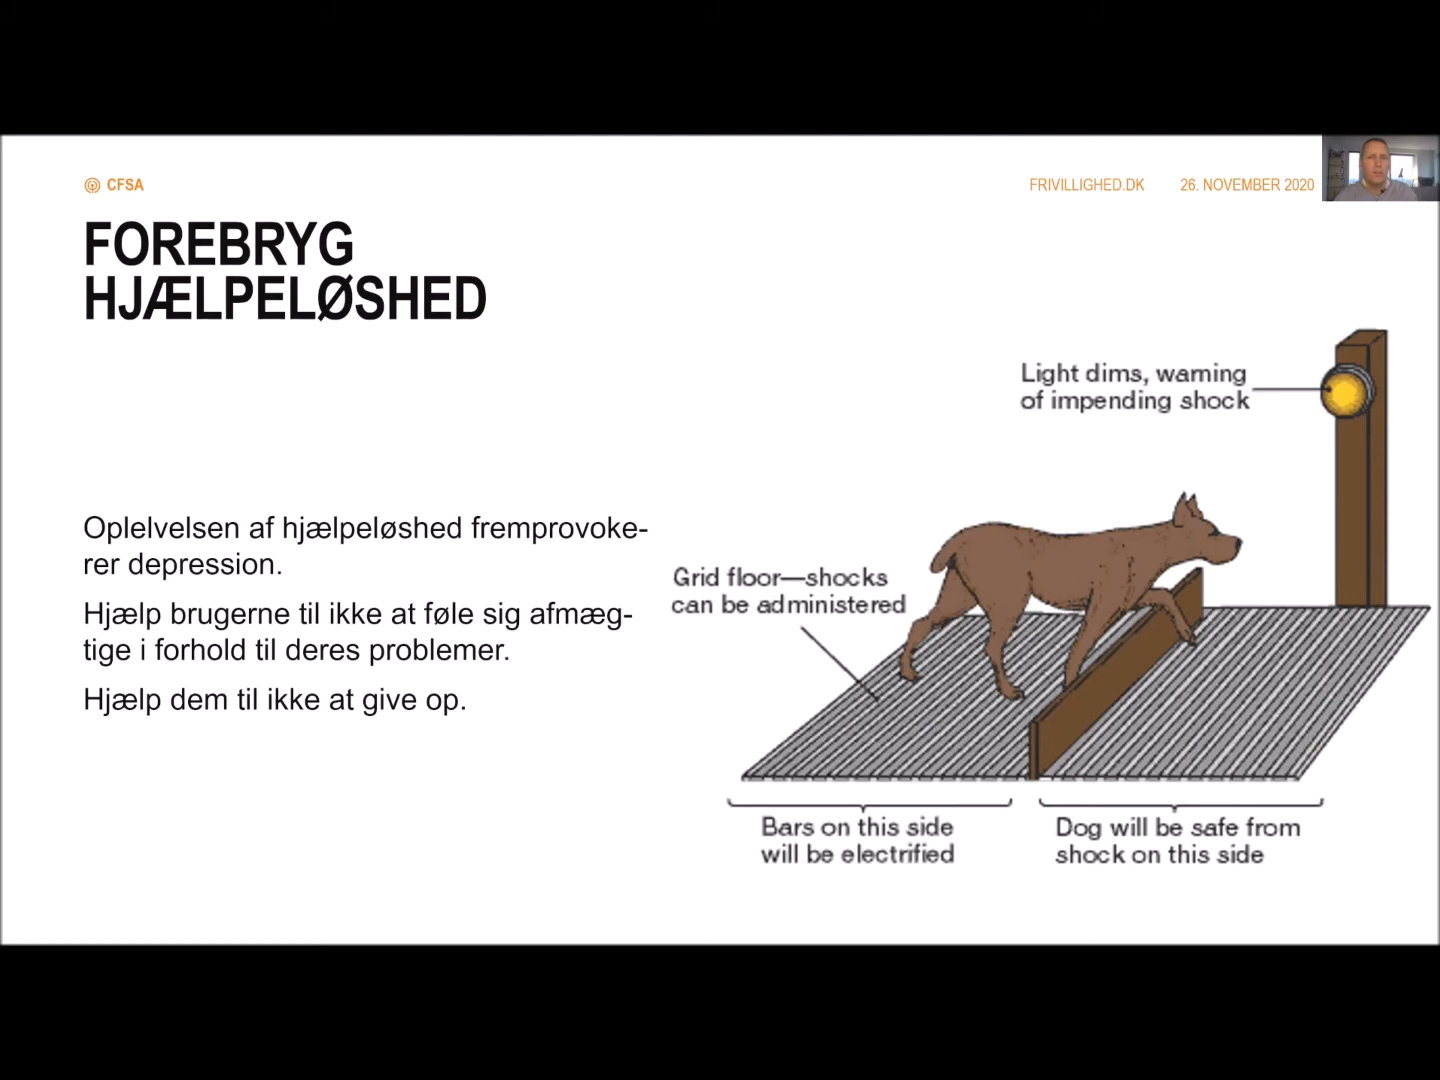 CFSA
FRIVILLIGHED.DK
26. NOVEMBER 2020
FOREBRYG
HJÆLPELØSHED
Oplelvelsen af hjælpeløshed fremprovoke-
rer depression.
Hjælp brugerne til ikke at føle sig afmæg-
tige i forhold til deres problemer.
Hjælp dem til ikke at give op.
Light dims, warning
of impending shock
Grid floor—shocks
can be administered
Bars on this side
will be electrified
Dog will be safe from
shock on this side